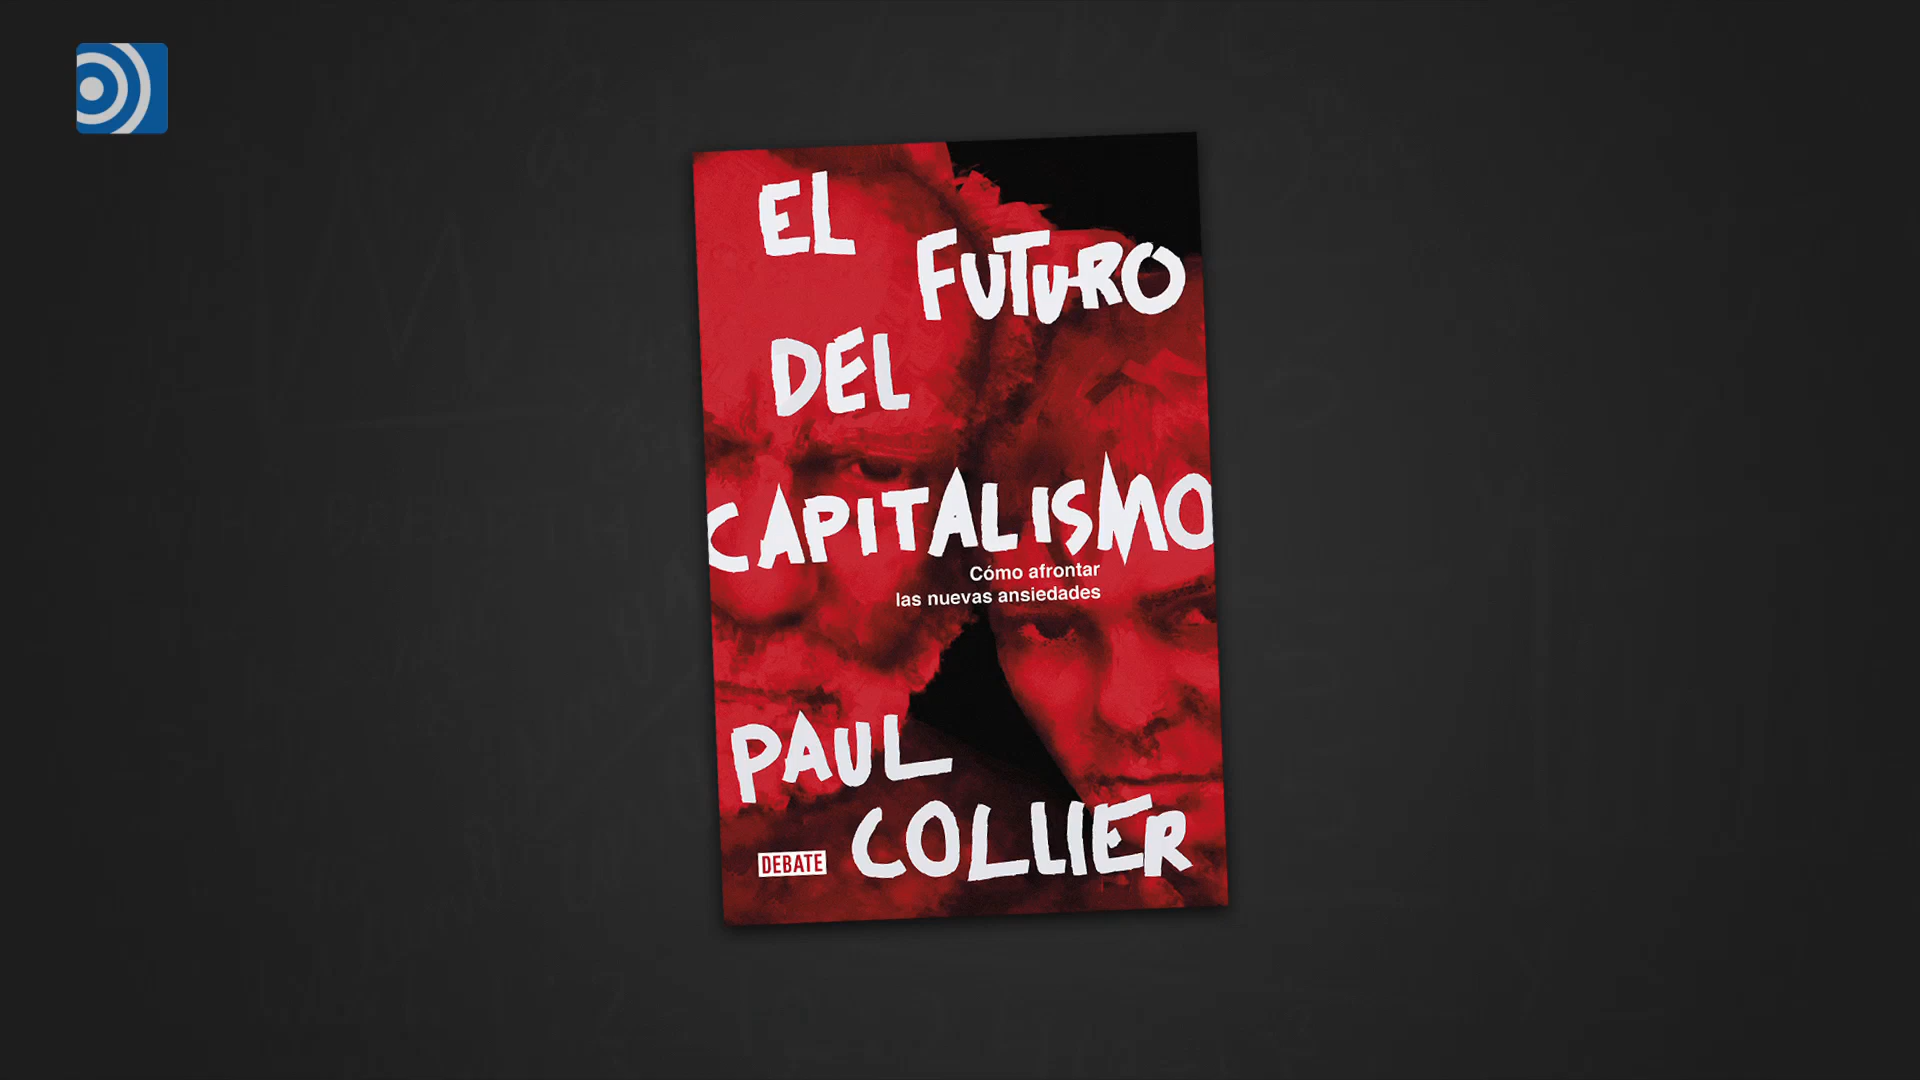 EL
FUTURO
DEL
CAPITALISMO
Cómo afrontar
las nuevas ansiedades
PAUL
COLLIER
DEBATE